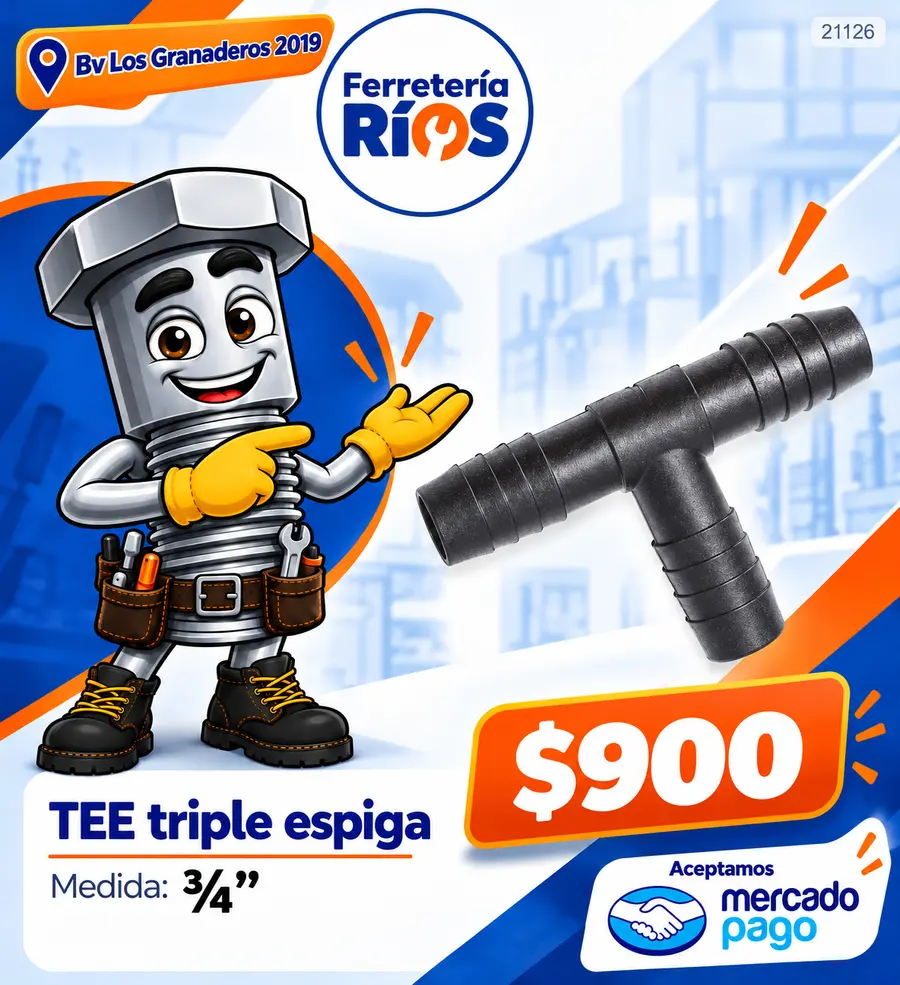 Bv Los Granaderos 2019
Ferretería
RÍOS
21126
$900
TEE triple espiga
Medida: ¾”
Aceptamos
mercado
pago